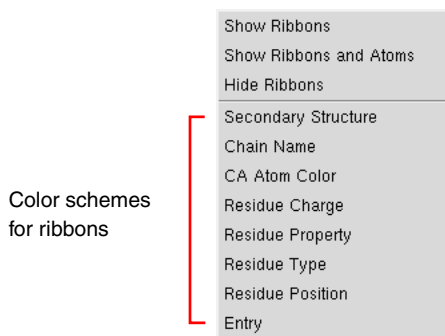 Show Ribbons
Show Ribbons and Atoms
Hide Ribbons
Secondary Structure
Chain Name
CA Atom Color
Residue Charge
Residue Property
Residue Type
Residue Position
Entry
Color schemes
for ribbons